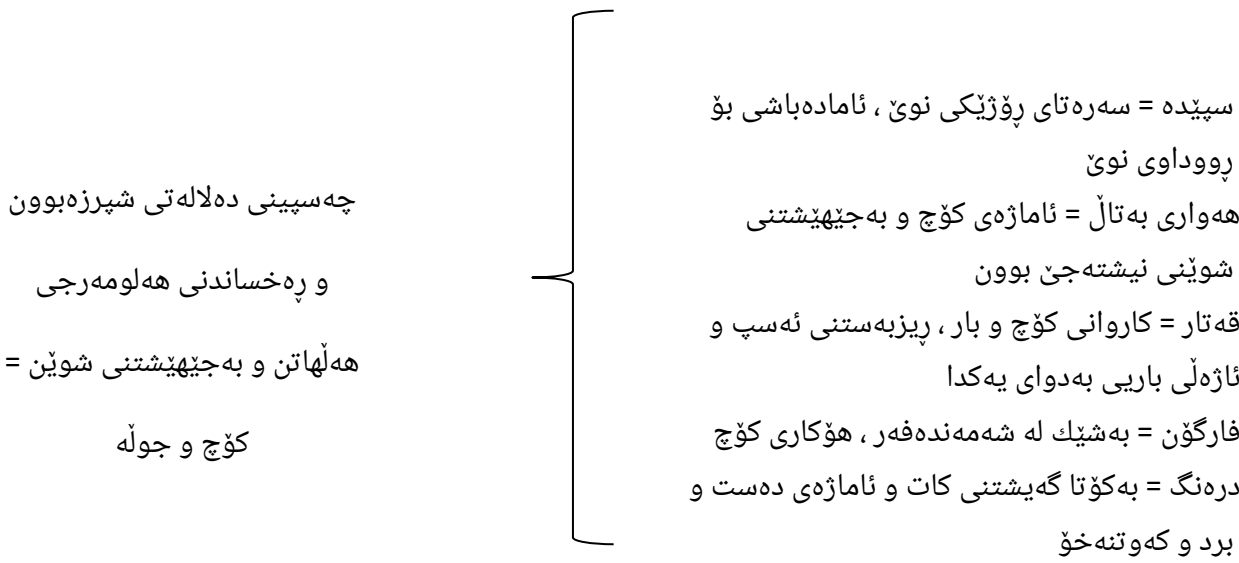 سپێده = سەرەتای ڕۆژێکی نوێ ، ئامادەباشی بۆ
ڕووداوی نوێ
هەواری بەتاڵ = ئاماژەی کۆچ و بەجێهێشتنی
شوێنی نیشتەجێ بوون
قەتار = کاروانی کۆچ و بار ، ڕیزبەستنی ئەسپ و
ئاژەڵی باریی بەدوای یەکدا
فارگۆن = بەشێك لە شەمەندەفەر ، هۆکاری کۆچ
درەنگ = بەکۆتا گەیشتنی کات و ئاماژەی دەست و
برد و کەوتنەخۆ
چەسپینی دەلالەتی شپرزەبوون
و ڕەخساندنی هەلومەرجی
هەڵهاتن و بەجێهێشتنی شوێن =
کۆچ و جوڵە